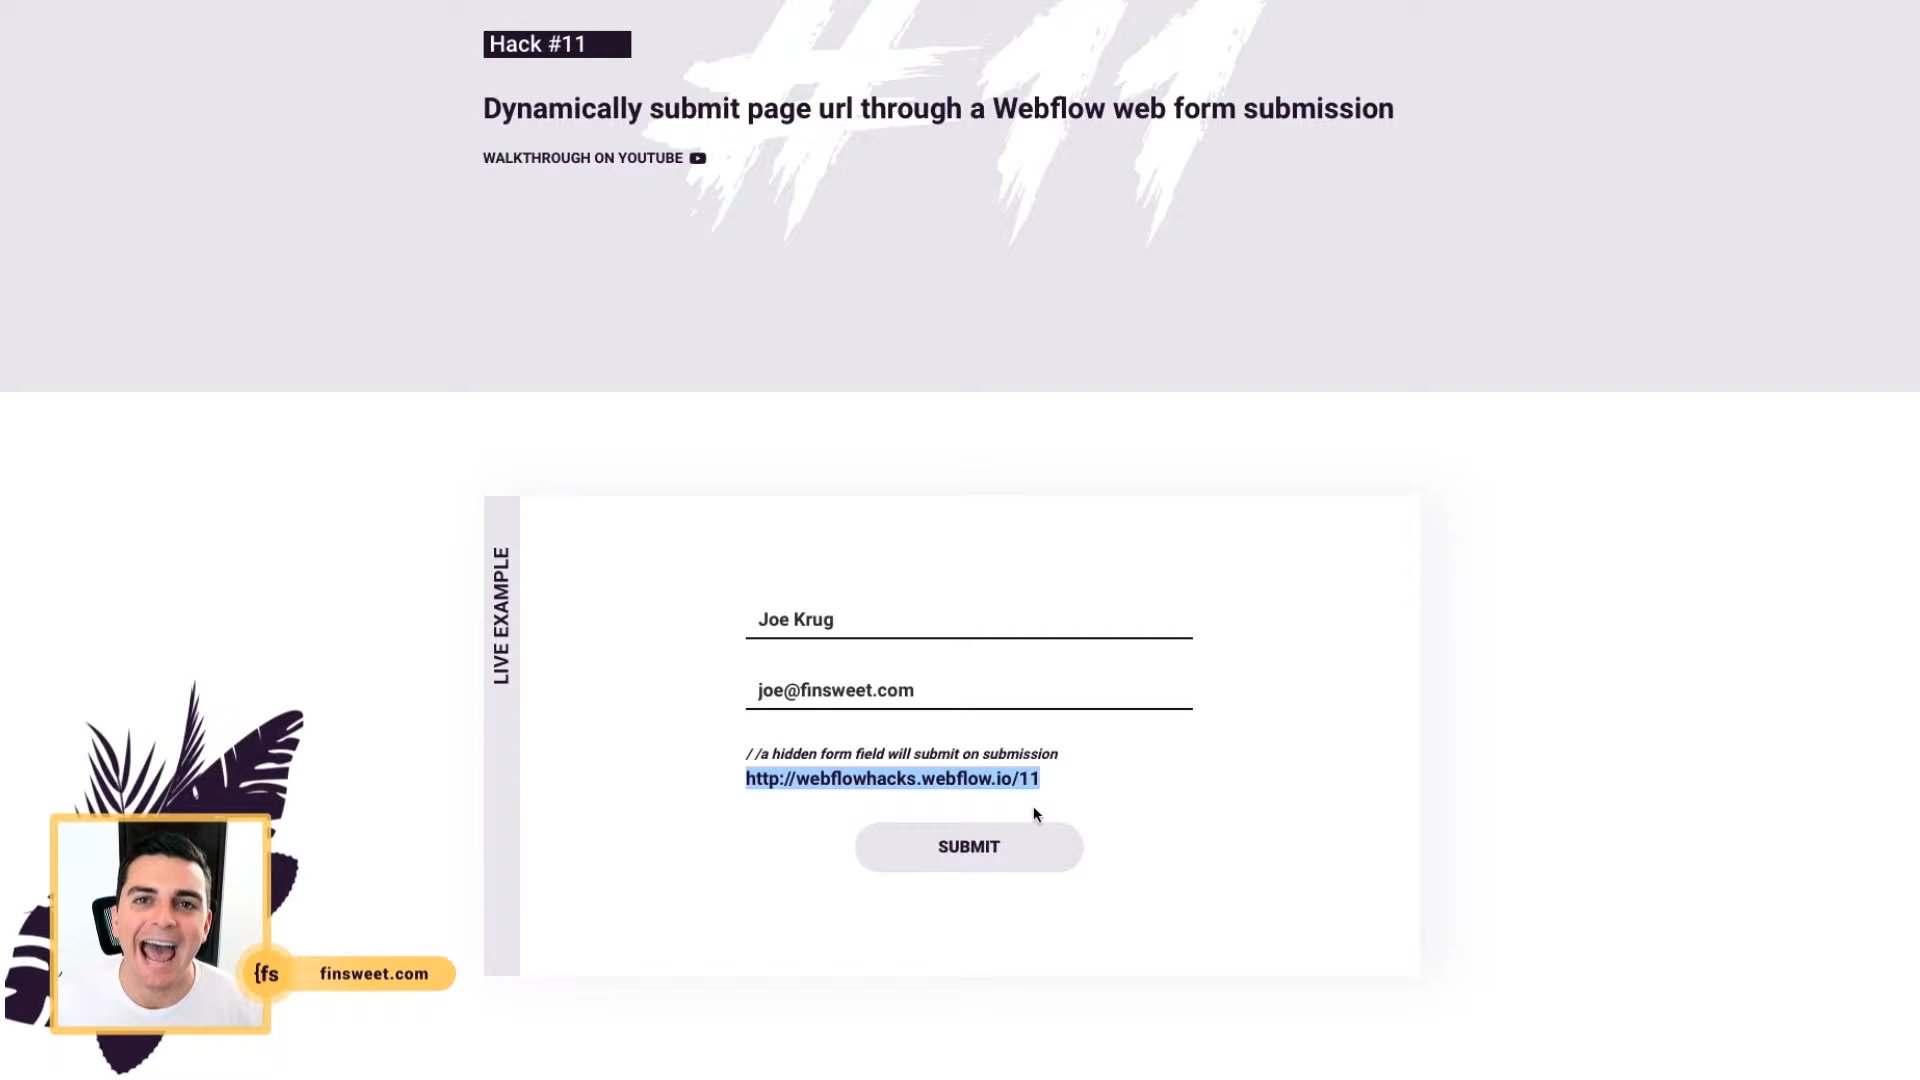 #11
Hack #11
Dynamically submit page url through a Webflow web form submission
WALKTHROUGH ON YOUTUBE
LIVE EXAMPLE
Joe Krug
joe@finsweet.com
//a hidden form field will submit on submission
http://webflowhacks.webflow.io/11
SUBMIT
{fs
finsweet.com